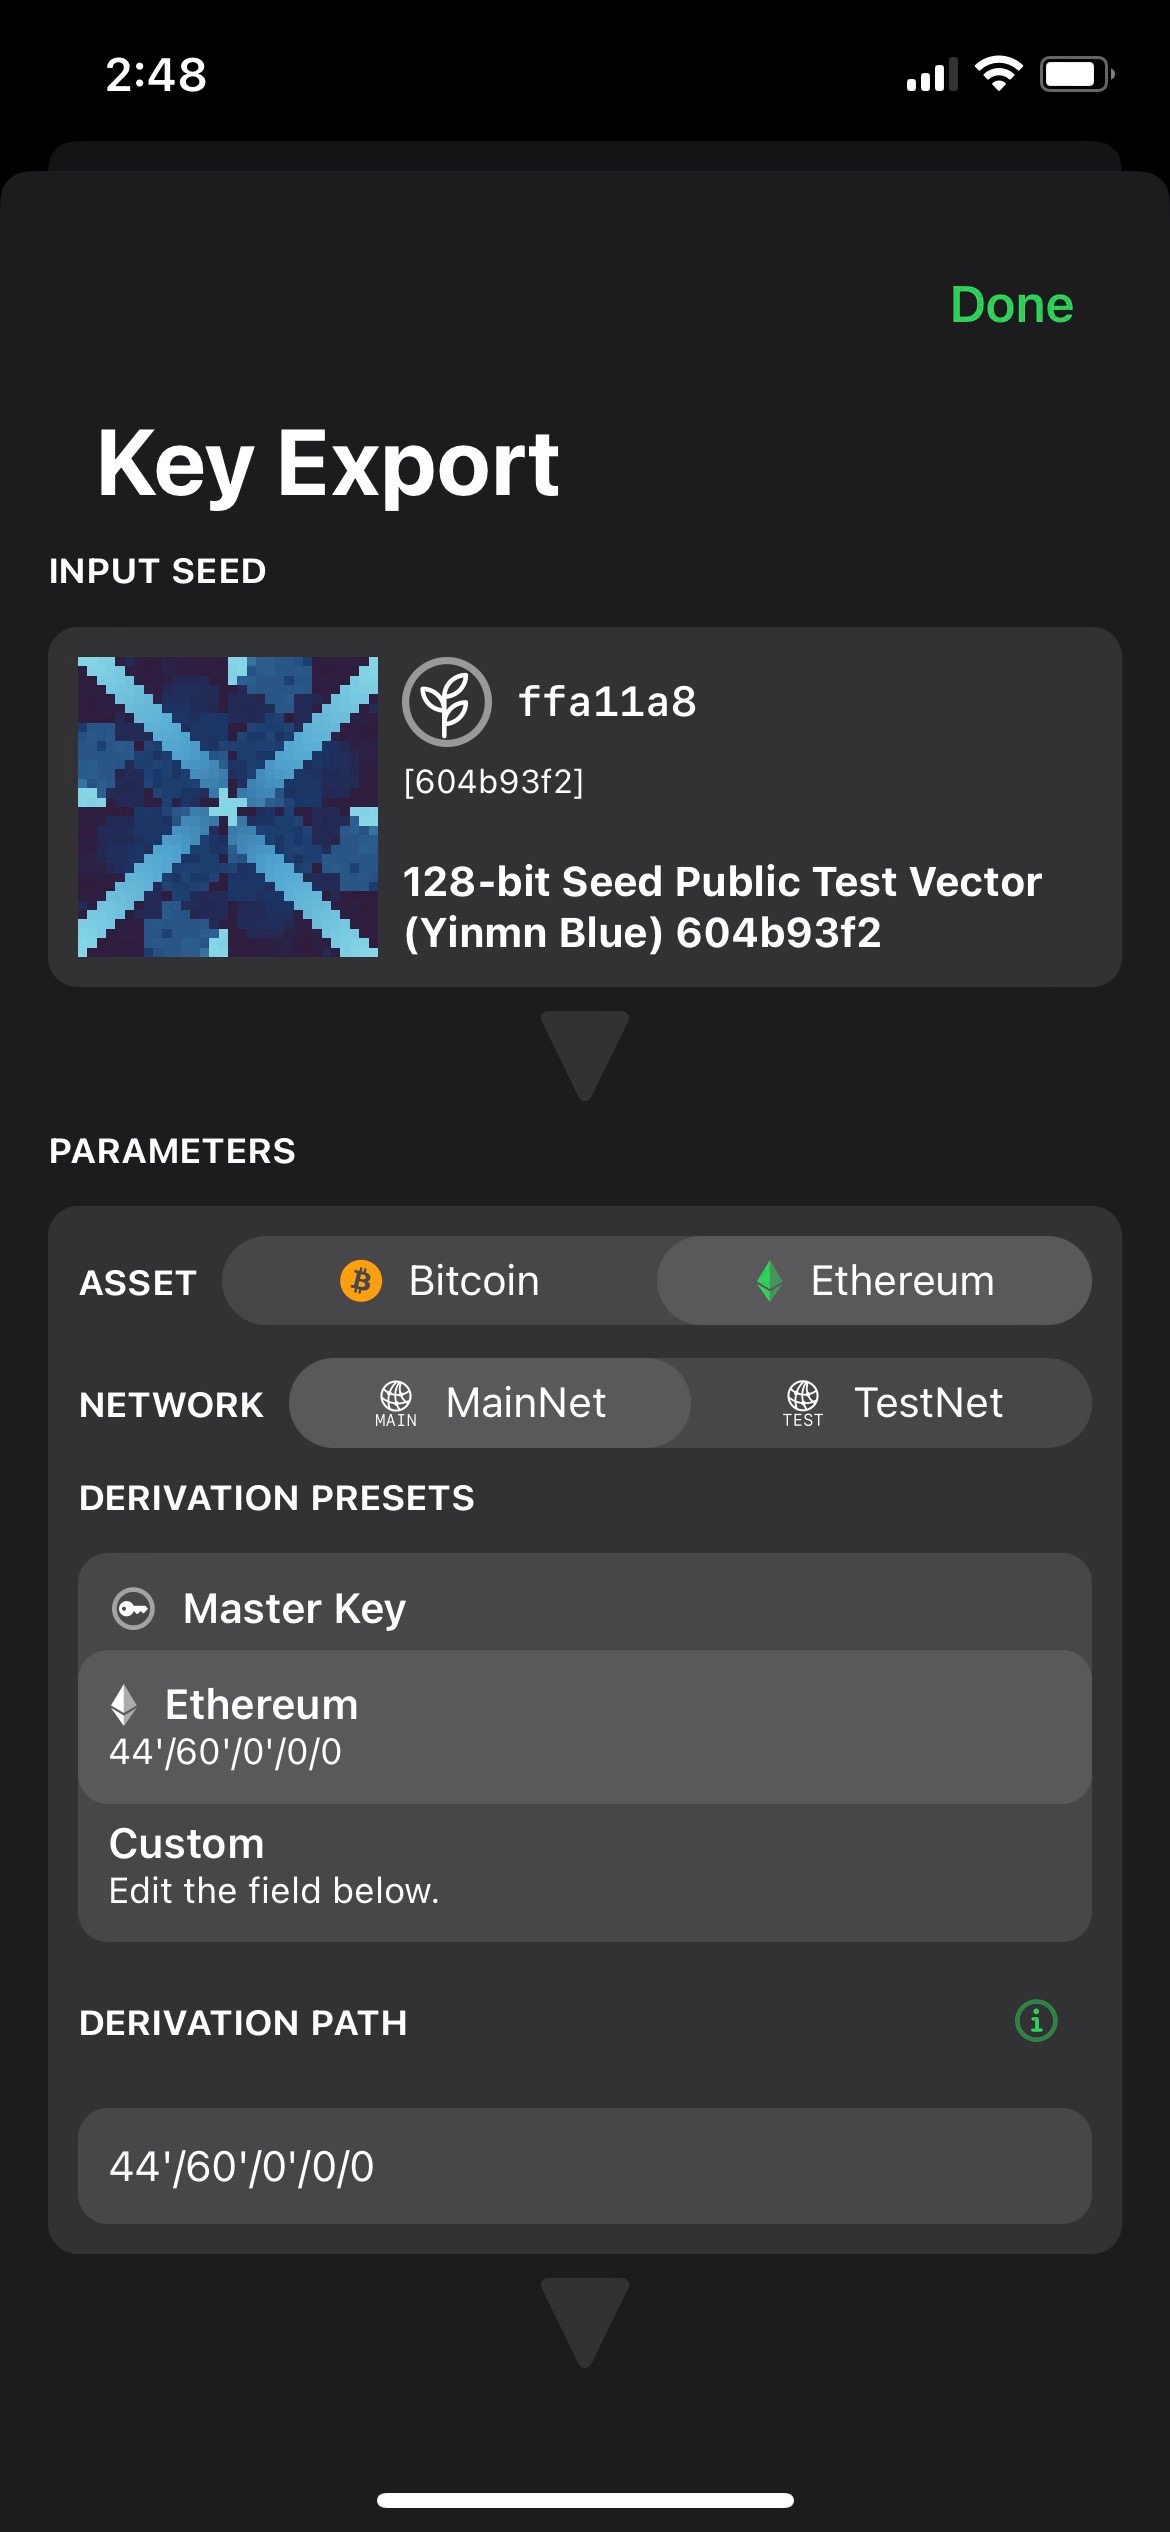 2:48
Done
Key Export
INPUT SEED
ffa11a8
[604b93f2]
128-bit Seed Public Test Vector
(Yinmn Blue) 604b93f2
PARAMETERS
ASSET Bitcoin Ethereum
NETWORK MAIN MainNet TEST TestNet
DERIVATION PRESETS
Master Key
Ethereum
44'/60'/0'/0/0
Custom
Edit the field below.
DERIVATION PATH
44'/60'/0'/0/0